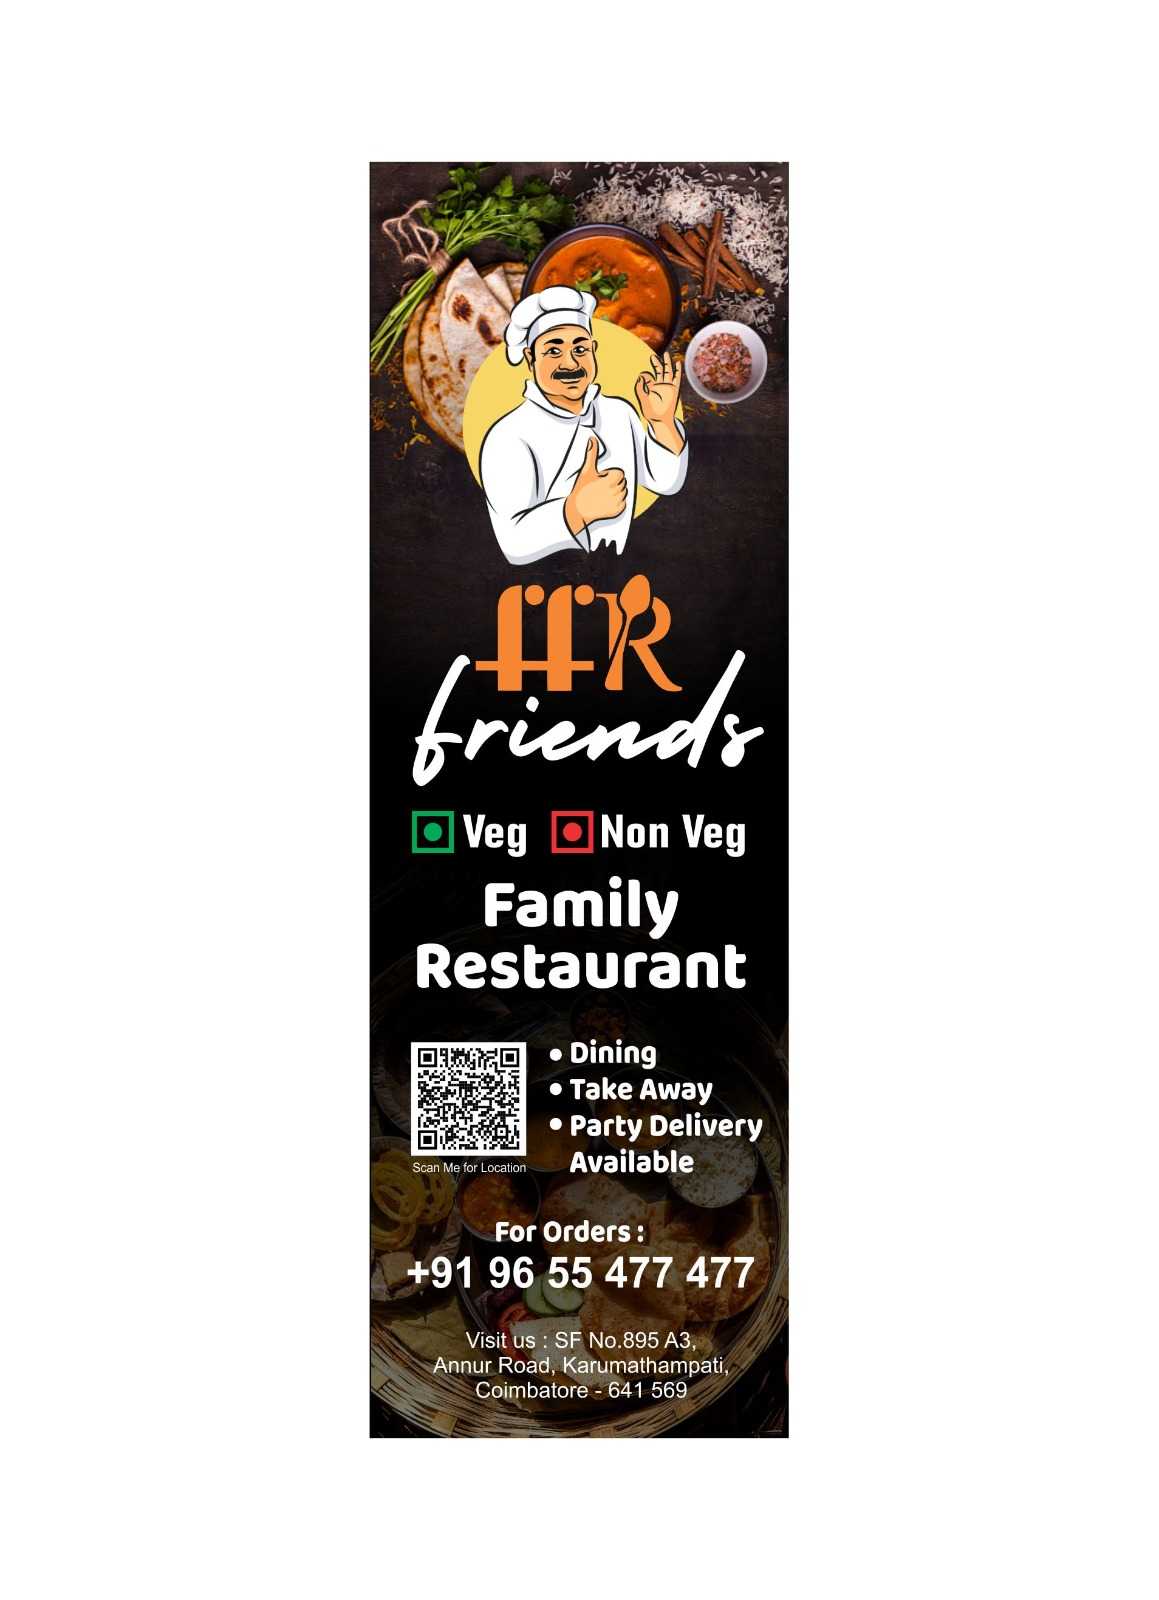 ffR
friends
Veg Non Veg
Family
Restaurant
• Dining
• Take Away
• Party Delivery
Available
Scan Me for Location
For Orders :
+91 96 55 477 477
Visit us : SF No.895 A3,
Annur Road, Karumathampati,
Coimbatore - 641 569